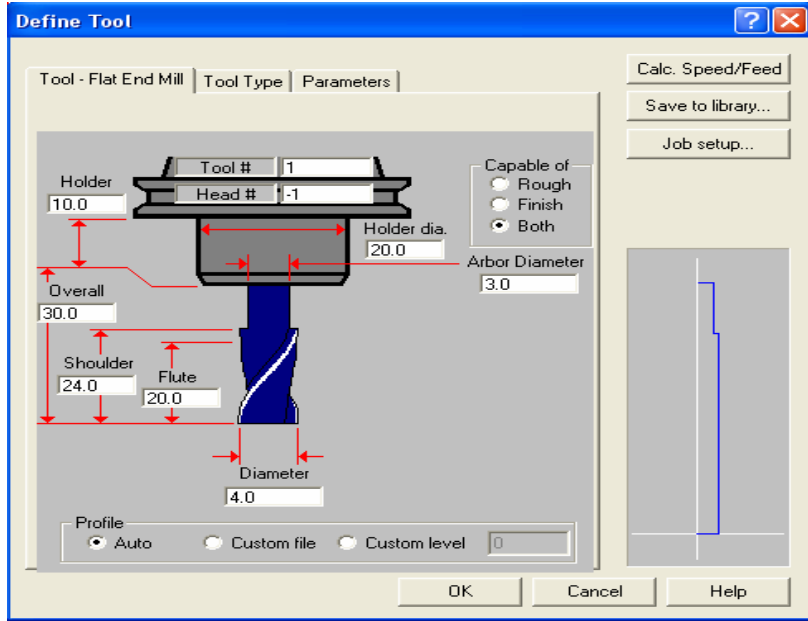 Define Tool
Tool - Flat End Mill
Tool Type
Parameters
Calc. Speed/Feed
Save to library...
Job setup...
Tool # 1
Head # -1
Holder
10.0
Capable of
Rough
Finish
Both
Holder dia.
20.0
Arbor Diameter
3.0
Overall
30.0
Shoulder
24.0
Flute
20.0
Diameter
4.0
Profile
Auto
Custom file
Custom level
0
OK
Cancel
Help